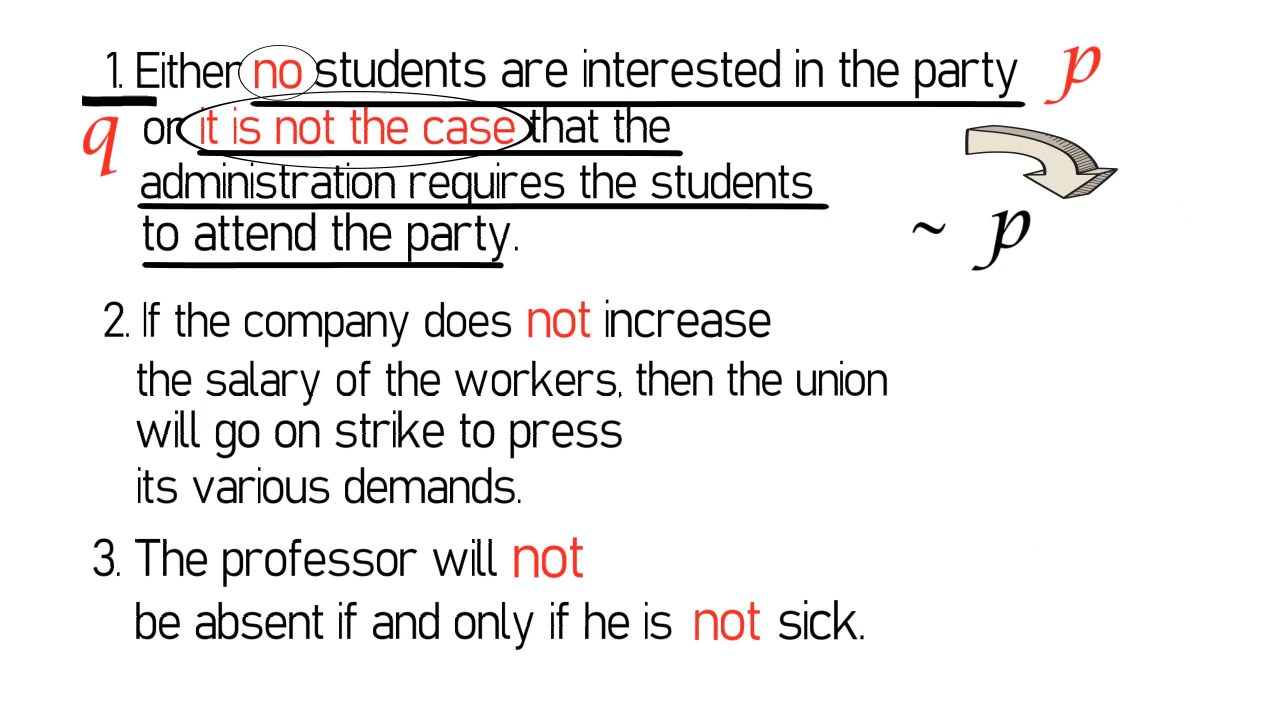 1. Either no students are interested in the party p
q or it is not the case that the
administration requires the students
to attend the party.
~ p
2. If the company does not increase
the salary of the workers, then the union
will go on strike to press
its various demands.
3. The professor will not
be absent if and only if he is not sick.